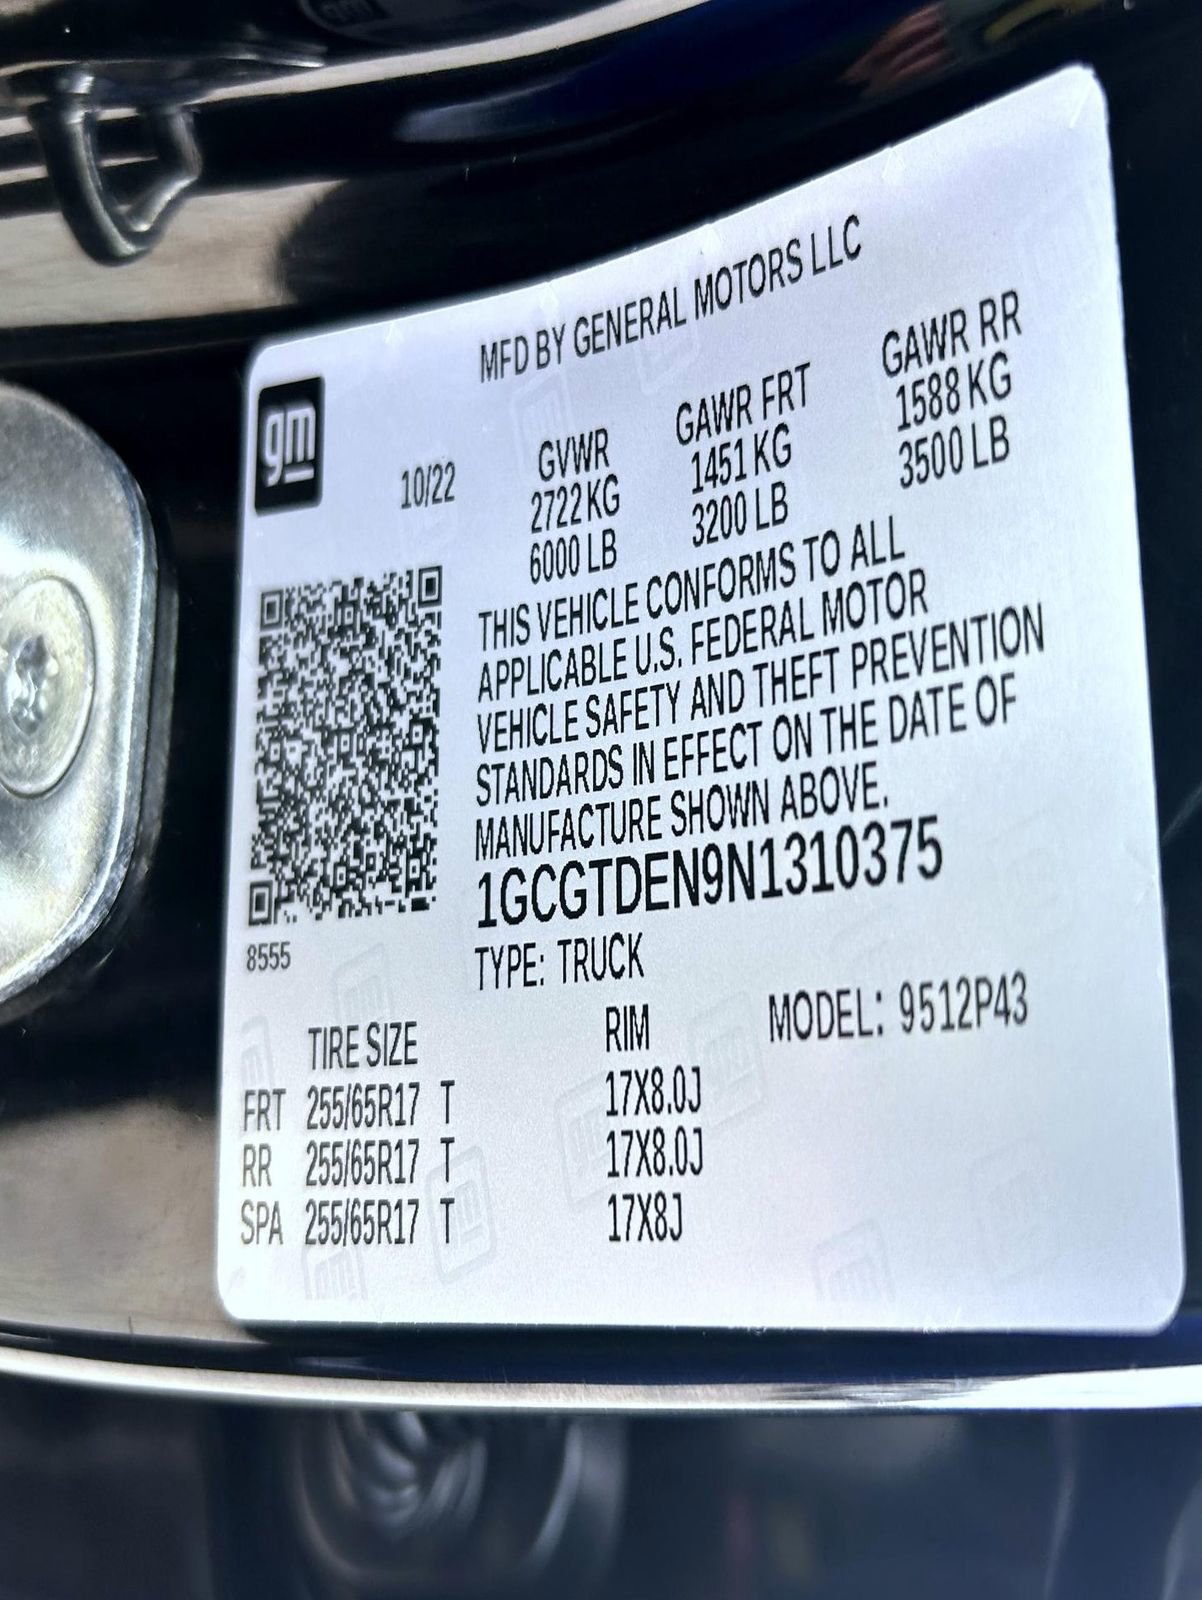 MFD BY GENERAL MOTORS LLC
gm
10/22
GVWR GAWR FRT GAWR RR
2722KG 1451 KG 1588 KG
6000 LB 3200 LB 3500 LB
THIS VEHICLE CONFORMS TO ALL
APPLICABLE U.S. FEDERAL MOTOR
VEHICLE SAFETY AND THEFT PREVENTION
STANDARDS IN EFFECT ON THE DATE OF
MANUFACTURE SHOWN ABOVE.
1GCGTDEN9N1310375
8555
TYPE: TRUCK
MODEL: 9512P43
TIRE SIZE RIM
FRT 255/65R17 T 17X8.0J
RR 255/65R17 T 17X8.0J
SPA 255/65R17 T 17X8J